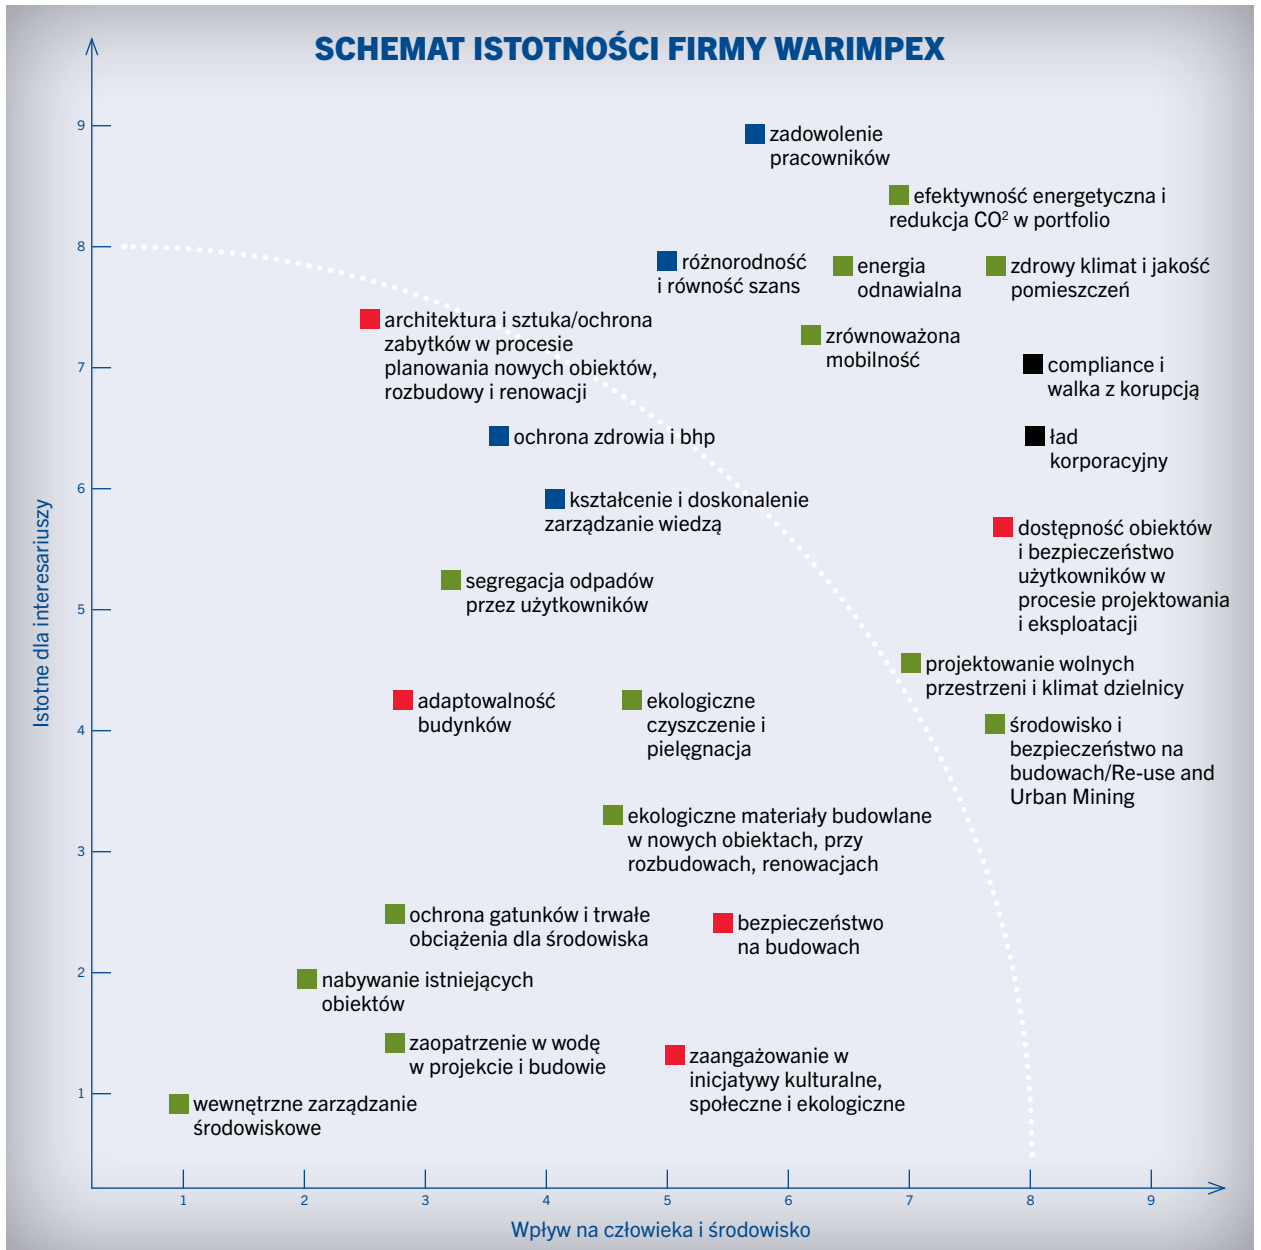 SCHEMAT ISTOTNOŚCI FIRMY WARIMPEX
Istotne dla interesariuszy
9
8
7
6
5
4
3
2
1
zadowolenie
pracowników
efektywność energetyczna i
redukcja CO² w portfolio
różnorodność
i równość szans
energia
odnawialna
zdrowy klimat i jakość
pomieszczeń
architektura i sztuka/ochrona
zabytków w procesie
planowania nowych obiektów,
rozbudowy i renowacji
zrównoważona
mobilność
compliance i
walka z korupcją
ochrona zdrowia i bhp
ład
korporacyjny
kształcenie i doskonalenie
zarządzanie wiedzą
dostępność obiektów
i bezpieczeństwo
użytkowników w
procesie projektowania
i eksploatacji
segregacja odpadów
przez użytkowników
projektowanie wolnych
przestrzeni i klimat dzielnicy
adaptowalność
budynków
ekologiczne
czyszczenie i
pielęgnacja
środowisko i
bezpieczeństwo na
budowach/Re-use and
Urban Mining
ekologiczne materiały budowlane
w nowych obiektach, przy
rozbudowach, renowacjach
ochrona gatunków i trwałe
obciążenia dla środowiska
bezpieczeństwo
na budowach
nabywanie istniejących
obiektów
zaopatrzenie w wodę
w projekcie i budowie
zaangażowanie w
inicjatywy kulturalne,
społeczne i ekologiczne
wewnętrzne zarządzanie
środowiskowe
1 2 3 4 5 6 7 8 9
Wpływ na człowieka i środowisko